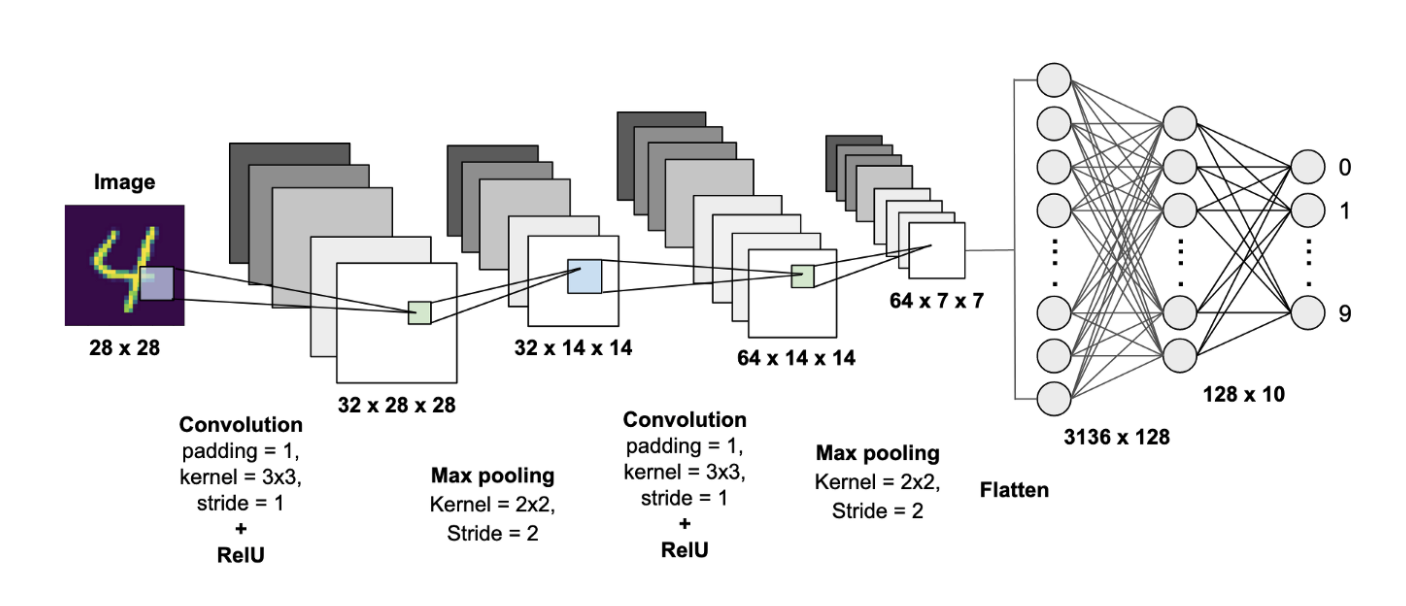 Image
28 x 28
32 x 28 x 28
Convolution
padding = 1,
kernel = 3x3,
stride = 1
+
RelU
32 x 14 x 14
Max pooling
Kernel = 2x2,
Stride = 2
64 x 14 x 14
Convolution
padding = 1,
kernel = 3x3,
stride = 1
+
RelU
64 x 7 x 7
Max pooling
Kernel = 2x2,
Stride = 2
Flatten
3136 x 128
128 x 10
0
1
9